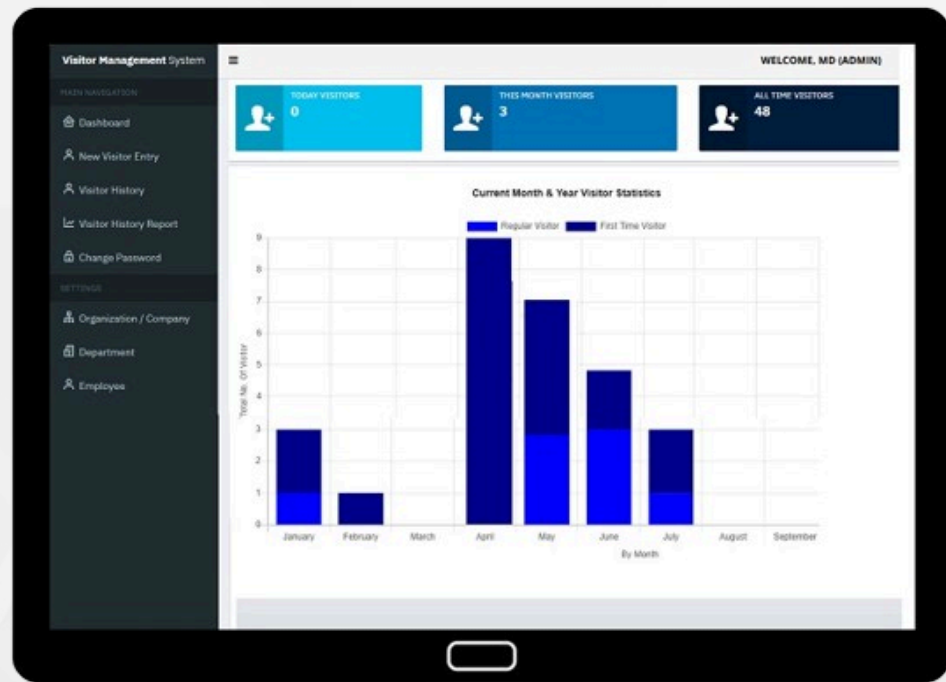 Visitor Management System
WELCOME, MD (ADMIN)
MAIN NAVIGATION
Dashboard
New Visitor Entry
Visitor History
Visitor History Report
Change Password
SETTINGS
Organization / Company
Department
Employee
TODAY VISITORS
0
THIS MONTH VISITORS
3
ALL TIME VISITORS
48
Current Month & Year Visitor Statistics
Regular Visitor First Time Visitor
Total No. Of Visitor
9
8
7
6
5
4
3
2
1
0
January February March April May June July August September
By Month